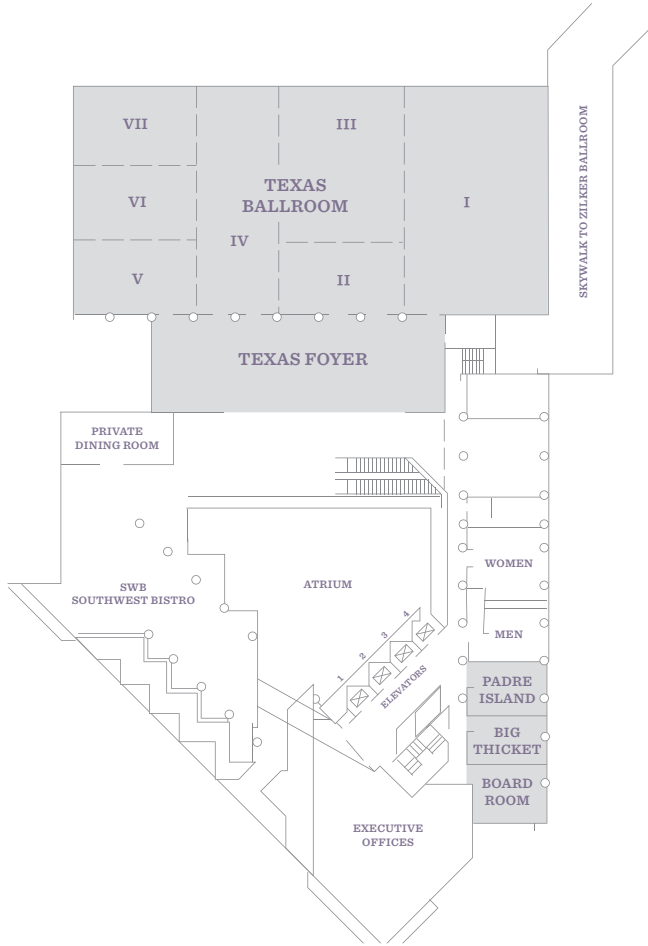 VII
III
SKYWALK TO ZILKER BALLROOM
TEXAS
BALLROOM
VI
I
IV
V
II
TEXAS FOYER
PRIVATE
DINING ROOM
WOMEN
ATRIUM
SWB
SOUTHWEST BISTRO
1
2
3
4
ELEVATORS
MEN
PADRE
ISLAND
BIG
THICKET
BOARD
ROOM
EXECUTIVE
OFFICES